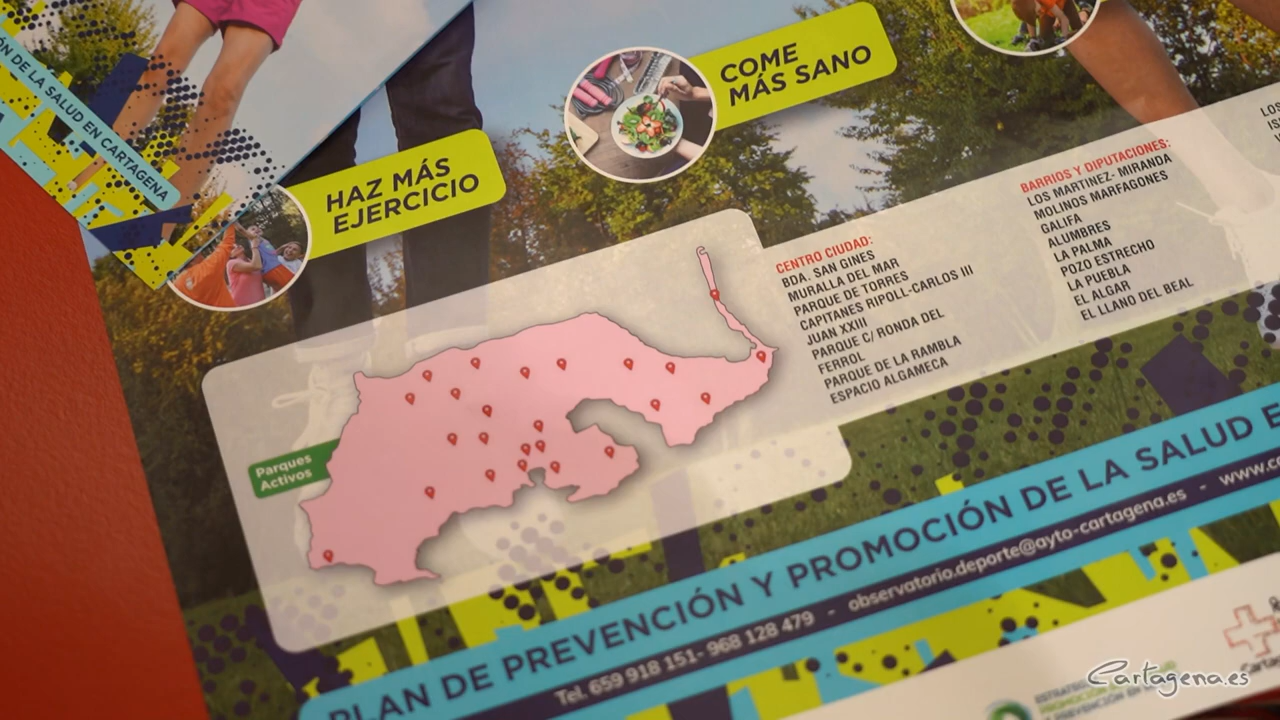 ÓN DE LA SALUD EN CARTAGENA
HAZ MÁS
EJERCICIO
COME
MÁS SANO
Parques
Activos
CENTRO CIUDAD:
BDA. SAN GINES
MURALLA DEL MAR
PARQUE DE TORRES
CAPITANES RIPOLL-CARLOS III
JUAN XXIII
PARQUE C/ RONDA DEL
FERROL
PARQUE DE LA RAMBLA
ESPACIO ALGAMECA
BARRIOS Y DIPUTACIONES:
LOS MARTINEZ- MIRANDA
MOLINOS MARFAGONES
GALIFA
ALUMBRES
LA PALMA
POZO ESTRECHO
LA PUEBLA
EL ALGAR
EL LLANO DEL BEAL
LOS
PLAN DE PREVENCIÓN Y PROMOCIÓN DE LA SALUD E
Tel. 659 918 151- 968 128 479 - observatorio.deporte@ayto-cartagena.es - www.c
Cartagena.es